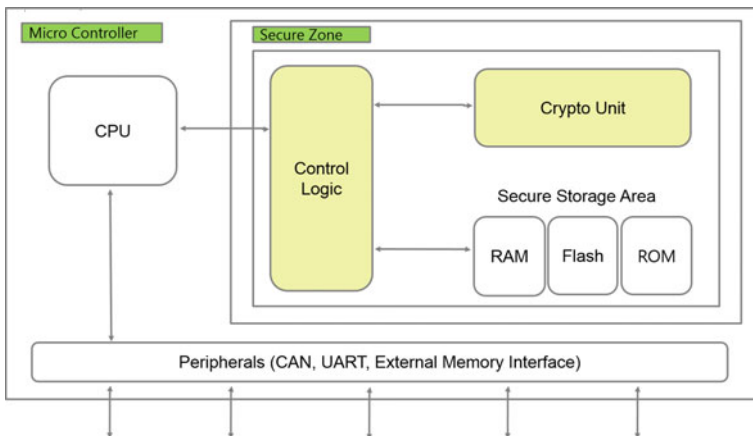 Micro Controller
Secure Zone
CPU
Control
Logic
Crypto Unit
Secure Storage Area
RAM
Flash
ROM
Peripherals (CAN, UART, External Memory Interface)